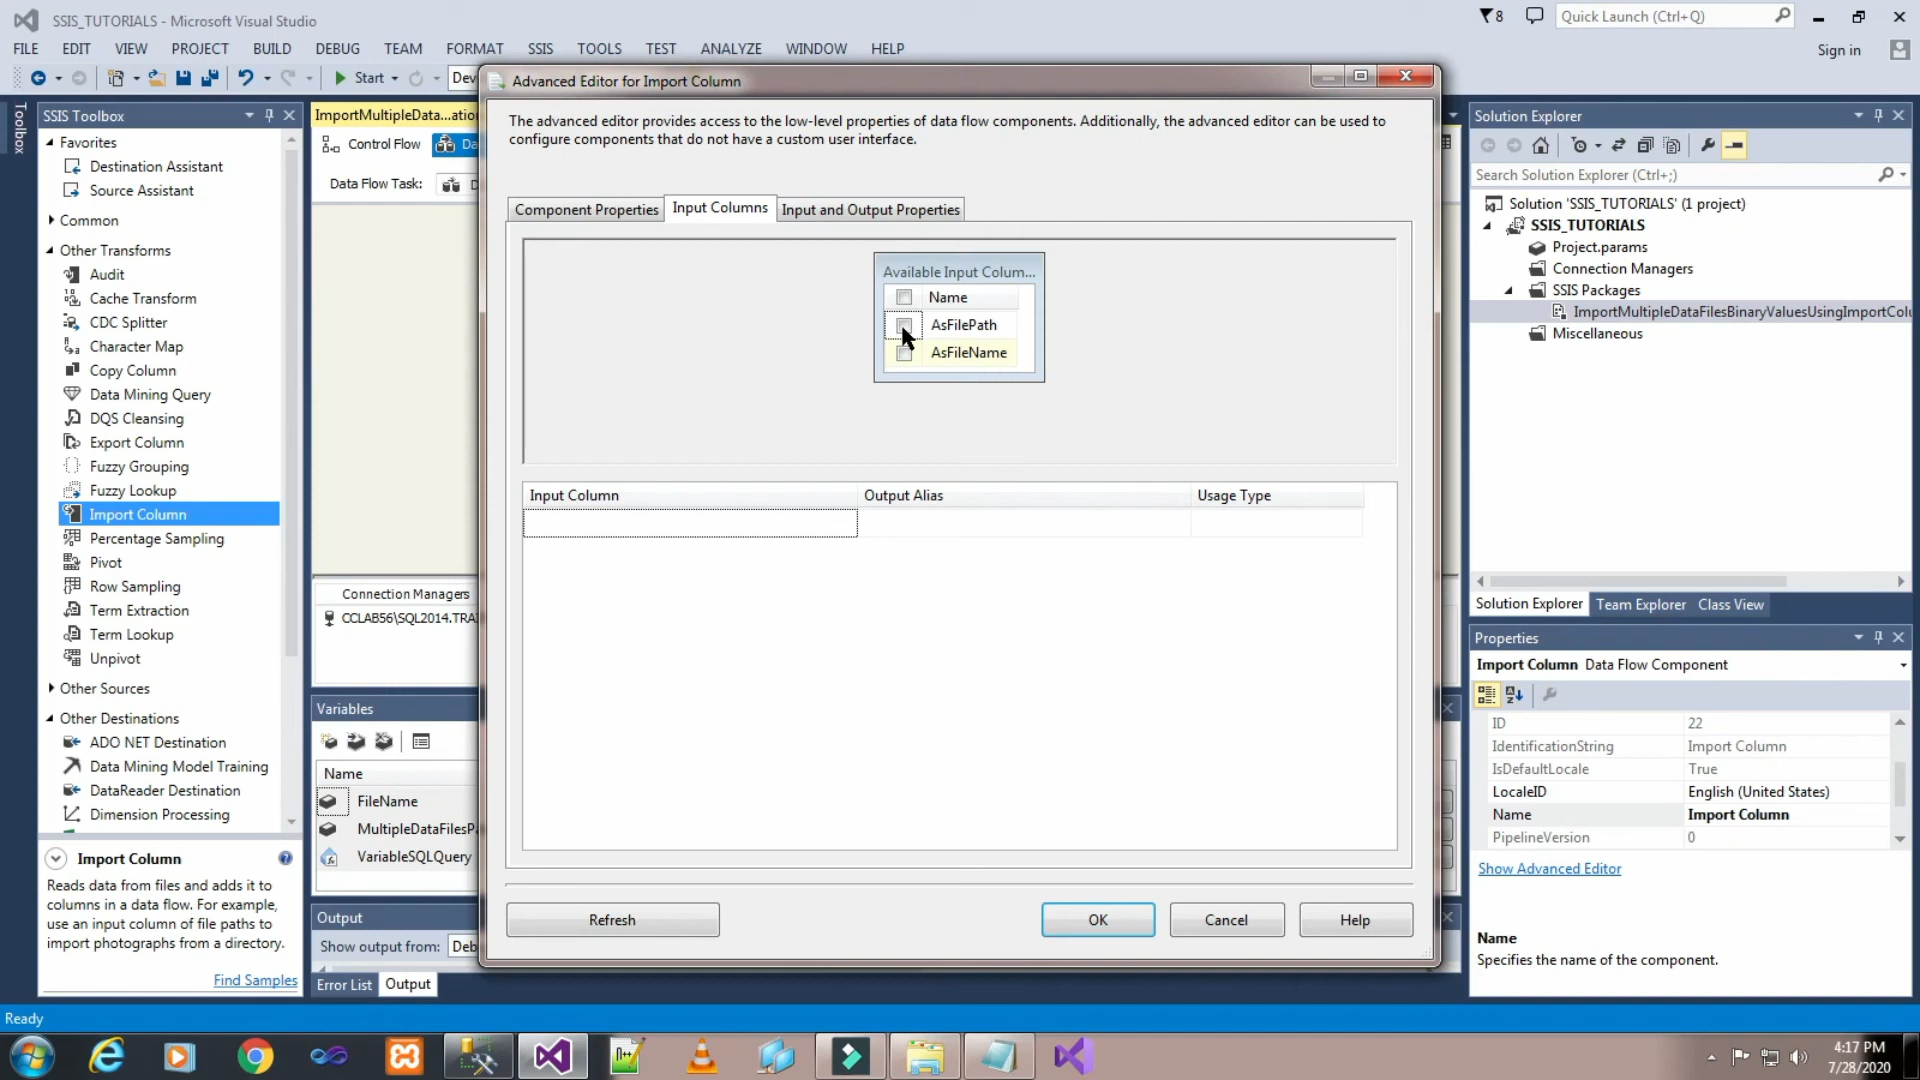 SSIS_TUTORIALS - Microsoft Visual Studio
8
Quick Launch (Ctrl+Q)
FILE EDIT VIEW PROJECT BUILD DEBUG TEAM FORMAT SSIS TOOLS TEST ANALYZE WINDOW HELP
Sign in
Start
Dev
Toolbox
SSIS Toolbox
Favorites
Destination Assistant
Source Assistant
Common
Other Transforms
Audit
Cache Transform
CDC Splitter
Character Map
Copy Column
Data Mining Query
DQS Cleansing
Export Column
Fuzzy Grouping
Fuzzy Lookup
Import Column
Percentage Sampling
Pivot
Row Sampling
Term Extraction
Term Lookup
Unpivot
Other Sources
Other Destinations
ADO NET Destination
Data Mining Model Training
DataReader Destination
Dimension Processing
Import Column
Reads data from files and adds it to
columns in a data flow. For example,
use an input column of file paths to
import photographs from a directory.
Find Samples
ImportMultipleData...atio
Control Flow
Da
Data Flow Task:
D
Connection Managers
CCLAB56\SQL2014.TRA
Variables
Name
FileName
MultipleDataFilesP
VariableSQLQuery
Output
Show output from: Deb
Error List Output
Advanced Editor for Import Column
The advanced editor provides access to the low-level properties of data flow components. Additionally, the advanced editor can be used to
configure components that do not have a custom user interface.
Component Properties Input Columns Input and Output Properties
Available Input Colum...
Name
AsFilePath
AsFileName
Input Column Output Alias Usage Type
Refresh OK Cancel Help
Solution Explorer
Search Solution Explorer (Ctrl+;)
Solution 'SSIS_TUTORIALS' (1 project)
SSIS_TUTORIALS
Project.params
Connection Managers
SSIS Packages
ImportMultipleDataFilesBinaryValuesUsingImportColu
Miscellaneous
Solution Explorer Team Explorer Class View
Properties
Import Column Data Flow Component
ID 22
IdentificationString Import Column
IsDefaultLocale True
LocaleID English (United States)
Name Import Column
PipelineVersion 0
Show Advanced Editor
Name
Specifies the name of the component.
Ready
4:17 PM
7/28/2020